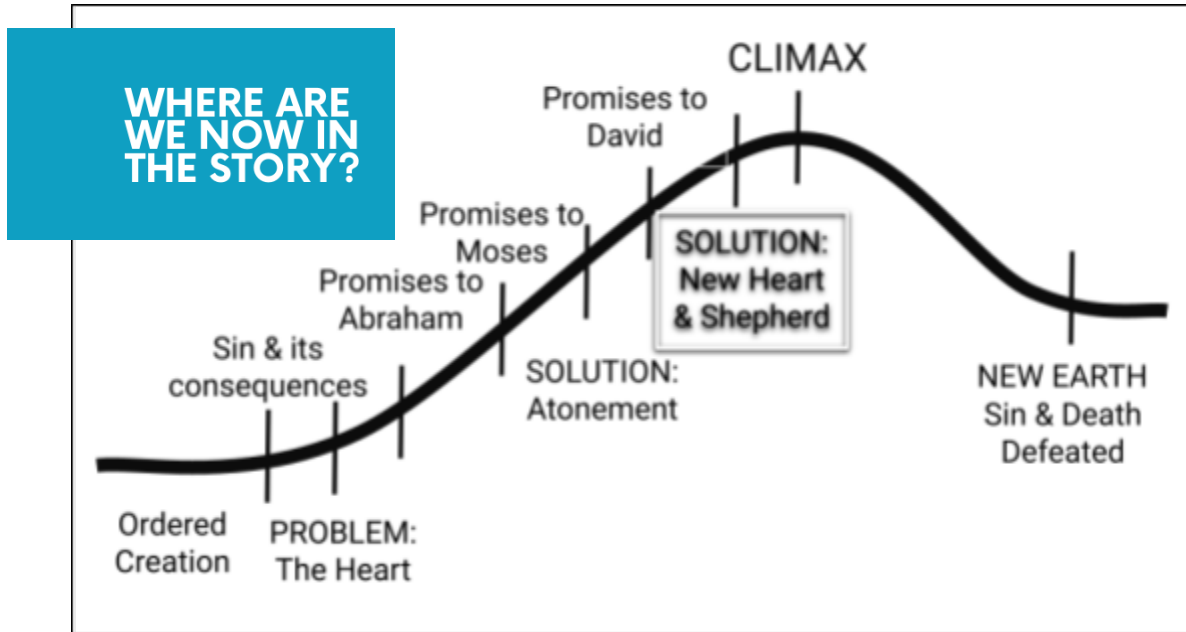 WHERE ARE
WE NOW IN
THE STORY?
CLIMAX
Promises to
David
Promises to
Moses
SOLUTION:
New Heart
& Shepherd
Promises to
Abraham
Sin & its
consequences
SOLUTION:
Atonement
NEW EARTH
Sin & Death
Defeated
Ordered
Creation
PROBLEM:
The Heart